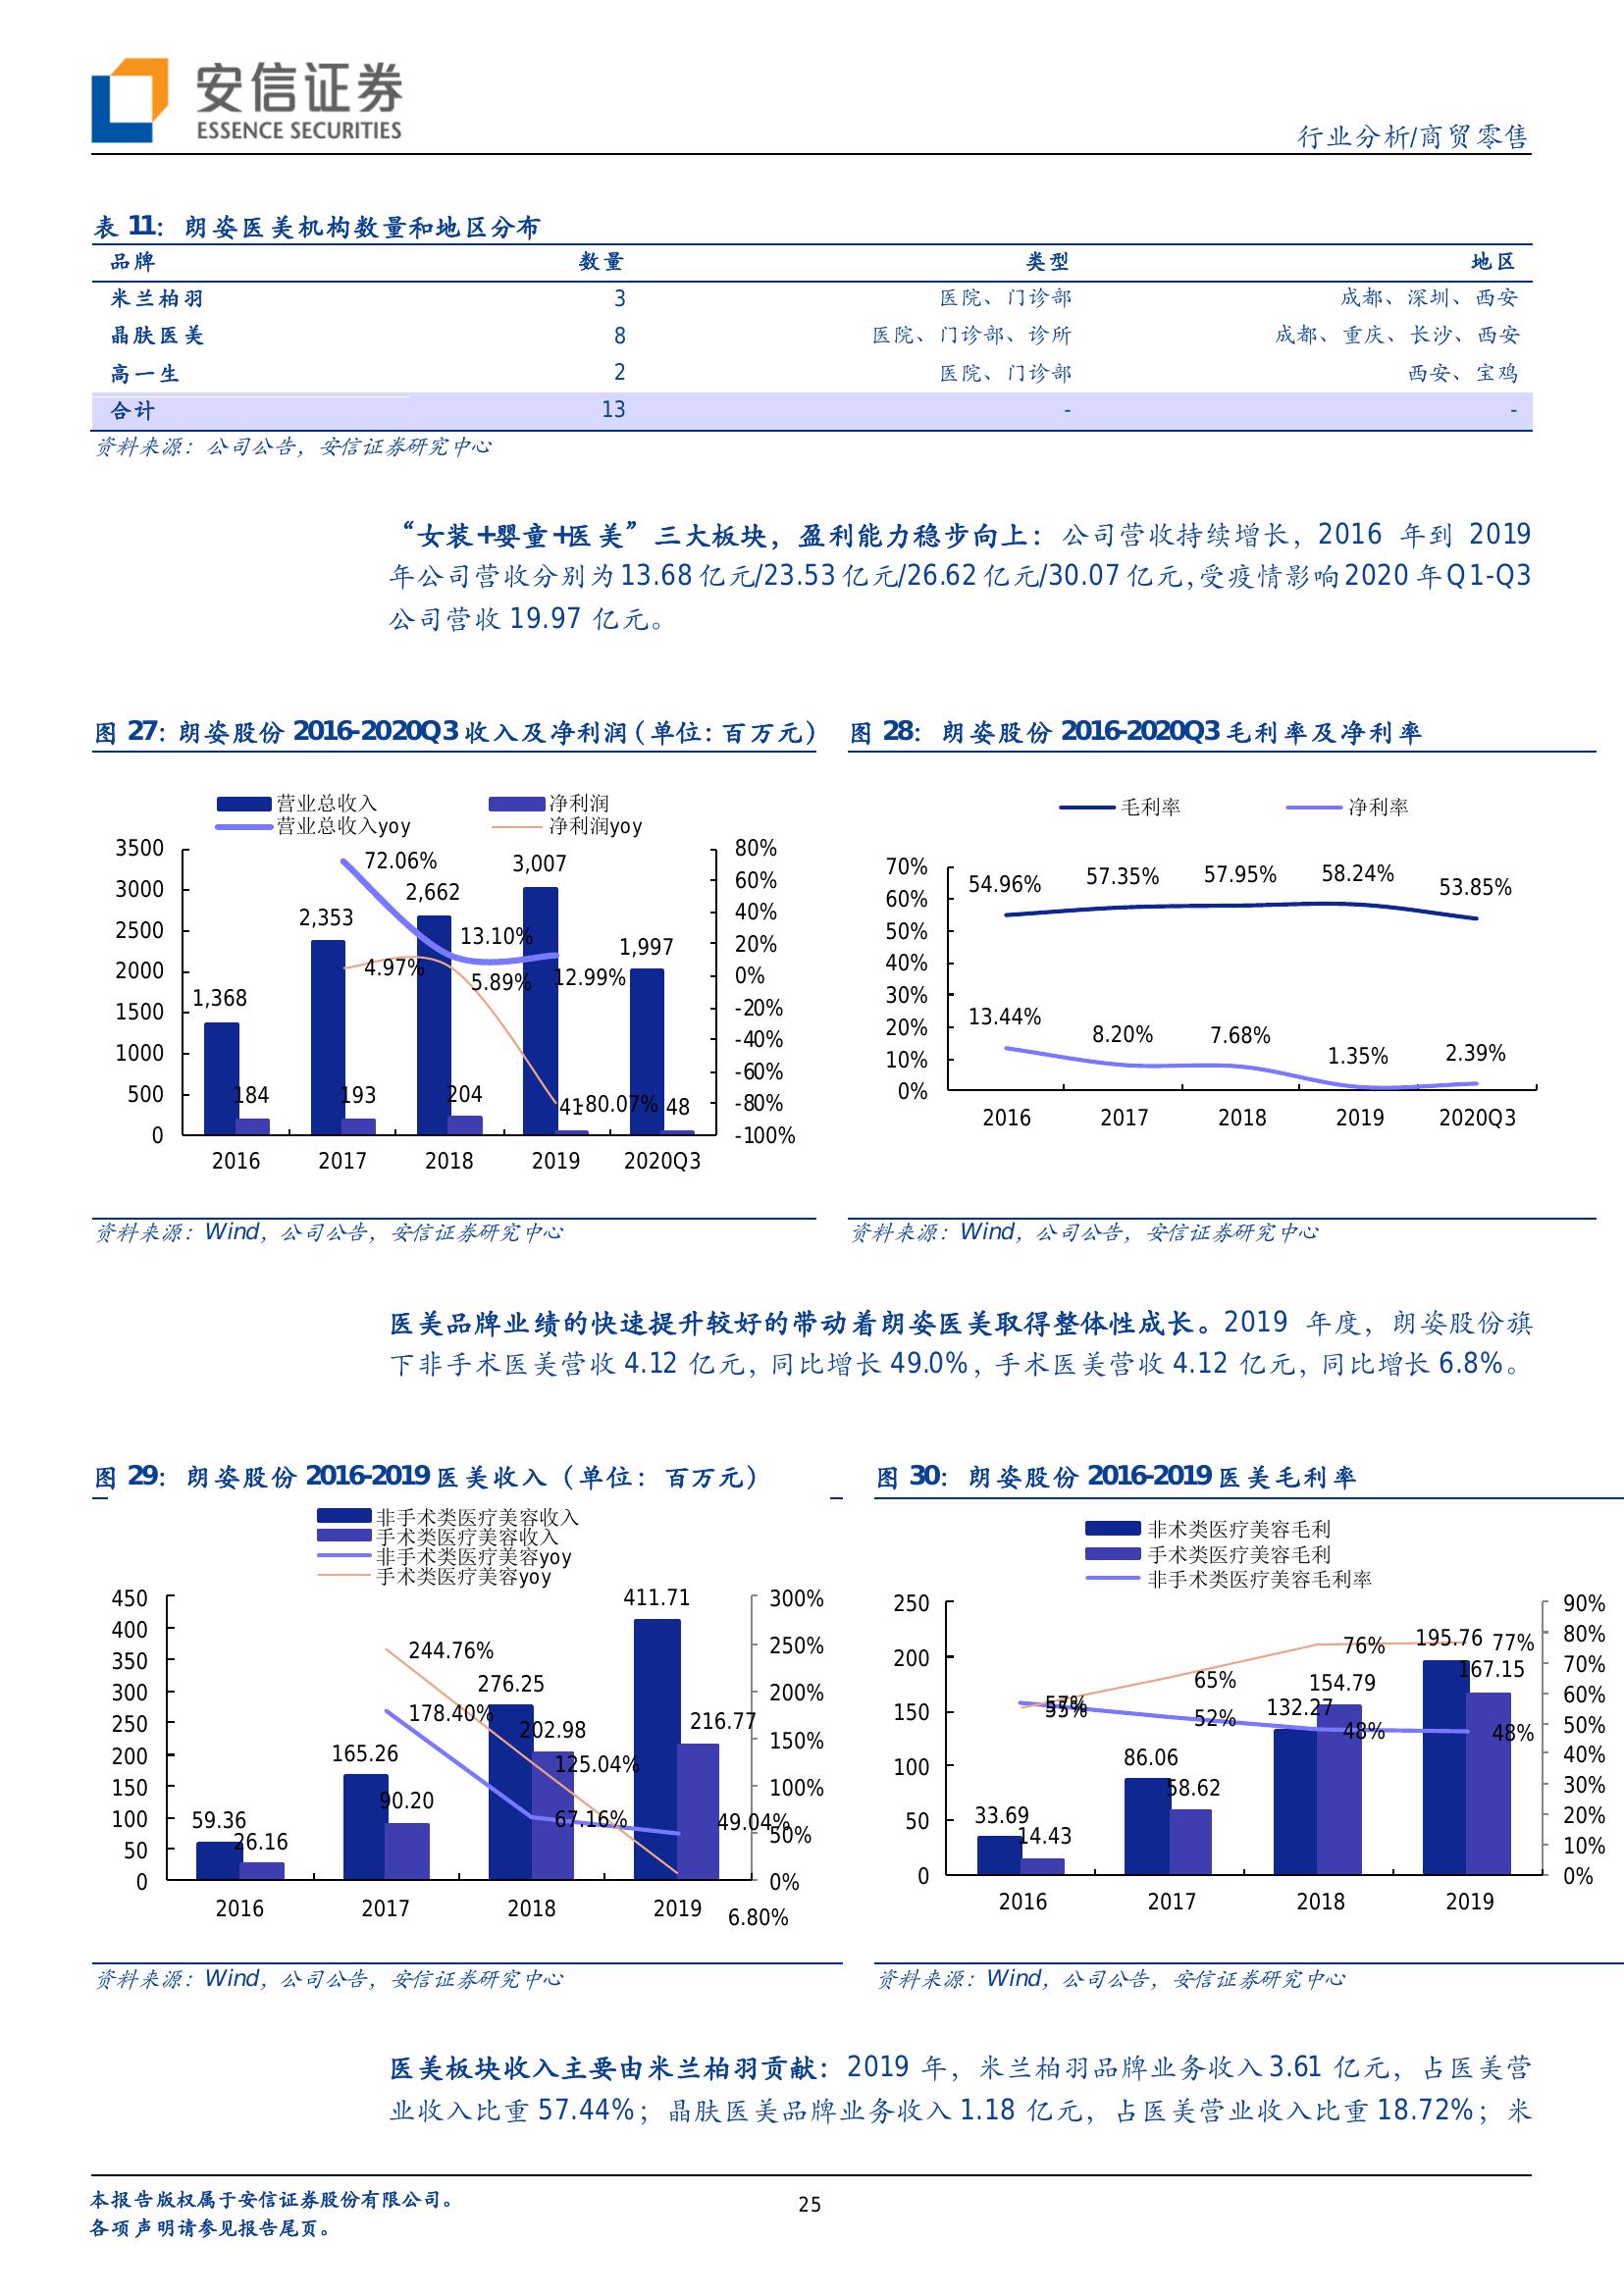 安信证券
ESSENCE SECURITIES
行业分析/商贸零售
表 11： 朗姿医美机构数量和地区分布
品牌 数量 类型 地区
米兰柏羽 3 医院、门诊部 成都、深圳、西安
晶肤医美 8 医院、门诊部、诊所 成都、重庆、长沙、西安
高一生 2 医院、门诊部 西安、宝鸡
合计 13 - -
资料来源：公司公告，安信证券研究中心
“女装+婴童+医美”三大板块，盈利能力稳步向上：公司营收持续增长，2016 年到 2019
年公司营收分别为 13.68 亿元/23.53 亿元/26.62 亿元/30.07 亿元，受疫情影响 2020 年 Q1-Q3
公司营收 19.97 亿元。
图 27：朗姿股份 2016-2020Q3 收入及净利润（单位：百万元）
营业总收入 净利润
营业总收入yoy 净利润yoy
3500
3000
2500
2000
1500
1000
500
0
1,368
2,353
2,662
3,007
1,997
184
193
204
41
48
72.06%
13.10%
12.99%
4.97%
5.89%
-80.07%
80%
60%
40%
20%
0%
-20%
-40%
-60%
-80%
-100%
2016 2017 2018 2019 2020Q3
资料来源：Wind，公司公告，安信证券研究中心
图 28： 朗姿股份 2016-2020Q3 毛利率及净利率
毛利率 净利率
70%
60%
50%
40%
30%
20%
10%
0%
54.96% 57.35% 57.95% 58.24% 53.85%
13.44% 8.20% 7.68% 1.35% 2.39%
2016 2017 2018 2019 2020Q3
资料来源：Wind，公司公告，安信证券研究中心
医美品牌业绩的快速提升较好的带动着朗姿医美取得整体性成长。2019 年度，朗姿股份旗
下非手术医美营收 4.12 亿元，同比增长 49.0%，手术医美营收 4.12 亿元，同比增长 6.8%。
图 29： 朗姿股份 2016-2019 医美收入（单位：百万元）
非手术类医疗美容收入
手术类医疗美容收入
非手术类医疗美容yoy
手术类医疗美容yoy
450
400
350
300
250
200
150
100
50
0
59.36
26.16
165.26
90.20
276.25
202.98
411.71
216.77
244.76%
178.40%
125.04%
67.16%
49.04%
6.80%
300%
250%
200%
150%
100%
50%
0%
2016 2017 2018 2019
资料来源：Wind，公司公告，安信证券研究中心
图 30： 朗姿股份 2016-2019 医美毛利率
非术类医疗美容毛利
手术类医疗美容毛利
非手术类医疗美容毛利率
250
200
150
100
50
0
33.69
14.43
86.06
58.62
132.27
154.79
195.76
167.15
57%
55%
65%
52%
76%
48%
77%
48%
90%
80%
70%
60%
50%
40%
30%
20%
10%
0%
2016 2017 2018 2019
资料来源：Wind，公司公告，安信证券研究中心
医美板块收入主要由米兰柏羽贡献：2019 年，米兰柏羽品牌业务收入 3.61 亿元，占医美营
业收入比重 57.44%；晶肤医美品牌业务收入 1.18 亿元，占医美营业收入比重 18.72%；米
本报告版权属于安信证券股份有限公司。
各项声明请参见报告尾页。
25